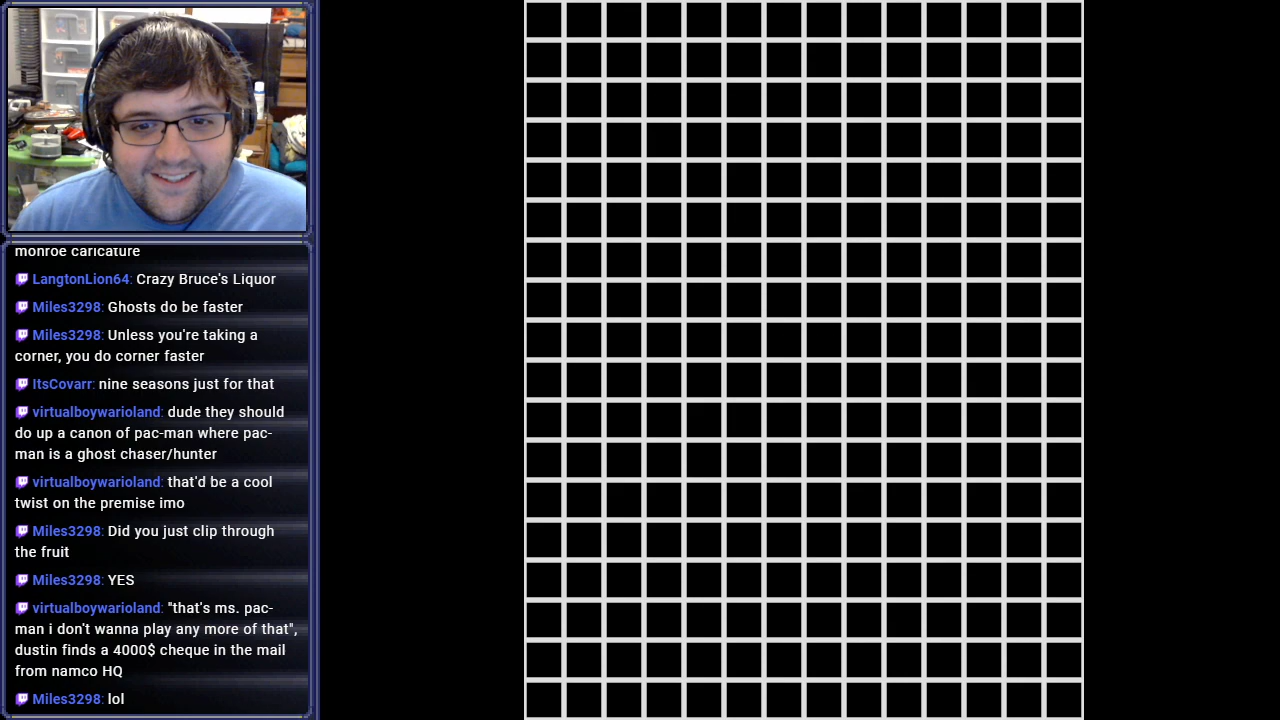 monroe caricature
LangtonLion64: Crazy Bruce's Liquor
Miles3298: Ghosts do be faster
Miles3298: Unless you're taking a
corner, you do corner faster
ItsCovarr: nine seasons just for that
virtualboywarioland: dude they should
do up a canon of pac-man where pac-
man is a ghost chaser/hunter
virtualboywarioland: that'd be a cool
twist on the premise imo
Miles3298: Did you just clip through
the fruit
Miles3298: YES
virtualboywarioland: "that's ms. pac-
man i don't wanna play any more of that",
dustin finds a 4000$ cheque in the mail
from namco HQ
Miles3298: lol